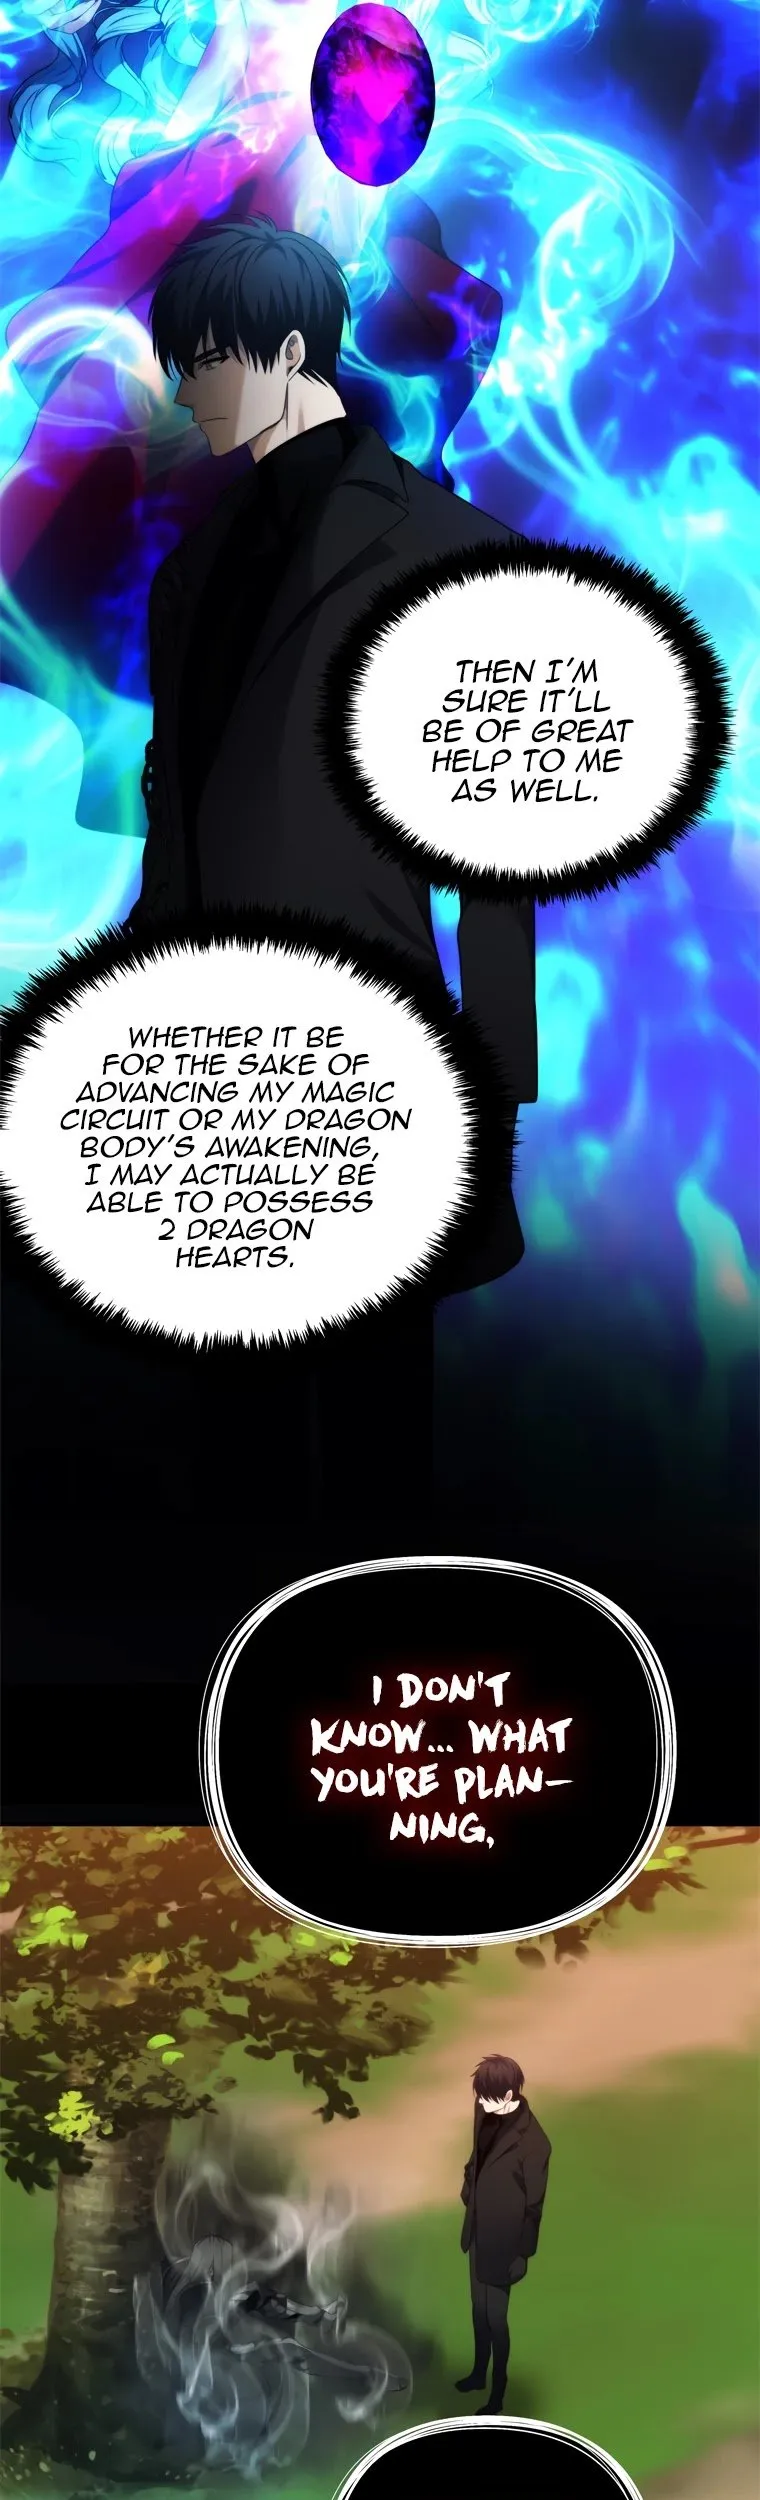 THEN I'M
SURE IT'LL
BE OF GREAT
HELP TO ME
AS WELL.
WHETHER IT BE
FOR THE SAKE OF
ADVANCING MY MAGIC
CIRCUIT OR MY DRAGON
BODY'S AWAKENING,
I MAY ACTUALLY BE
ABLE TO POSSESS
2 DRAGON
HEARTS.
I DON'T
KNOW... WHAT
YOU'RE PLAN-
NING,